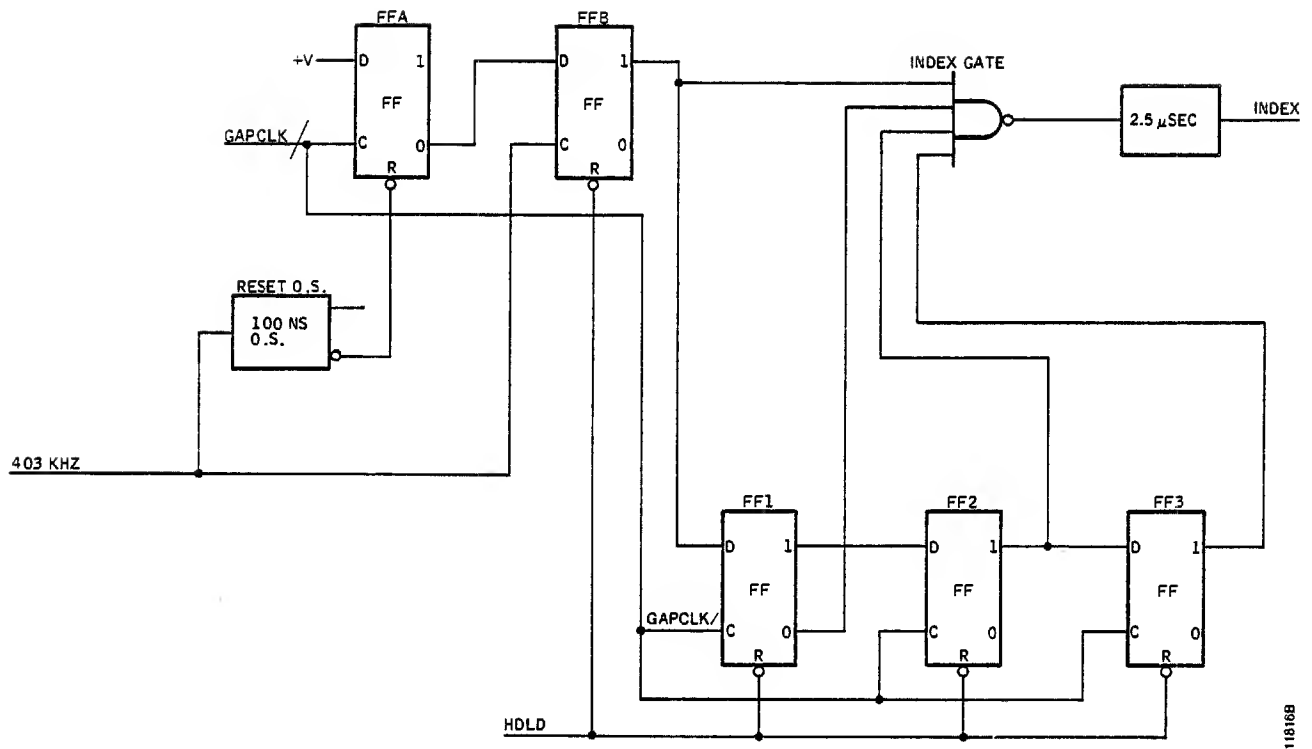 FFA
FFB
+V
D 1
D 1
INDEX GATE
FF
FF
2.5 µSEC
INDEX
GAPCLK/
C 0
C 0
R
R
RESET O.S.
100 NS
O.S.
403 KHZ
FF1
FF2
FF3
D 1
D 1
D 1
FF
FF
FF
GAPCLK/
C 0
C 0
C 0
R
R
R
HDLD
11816B